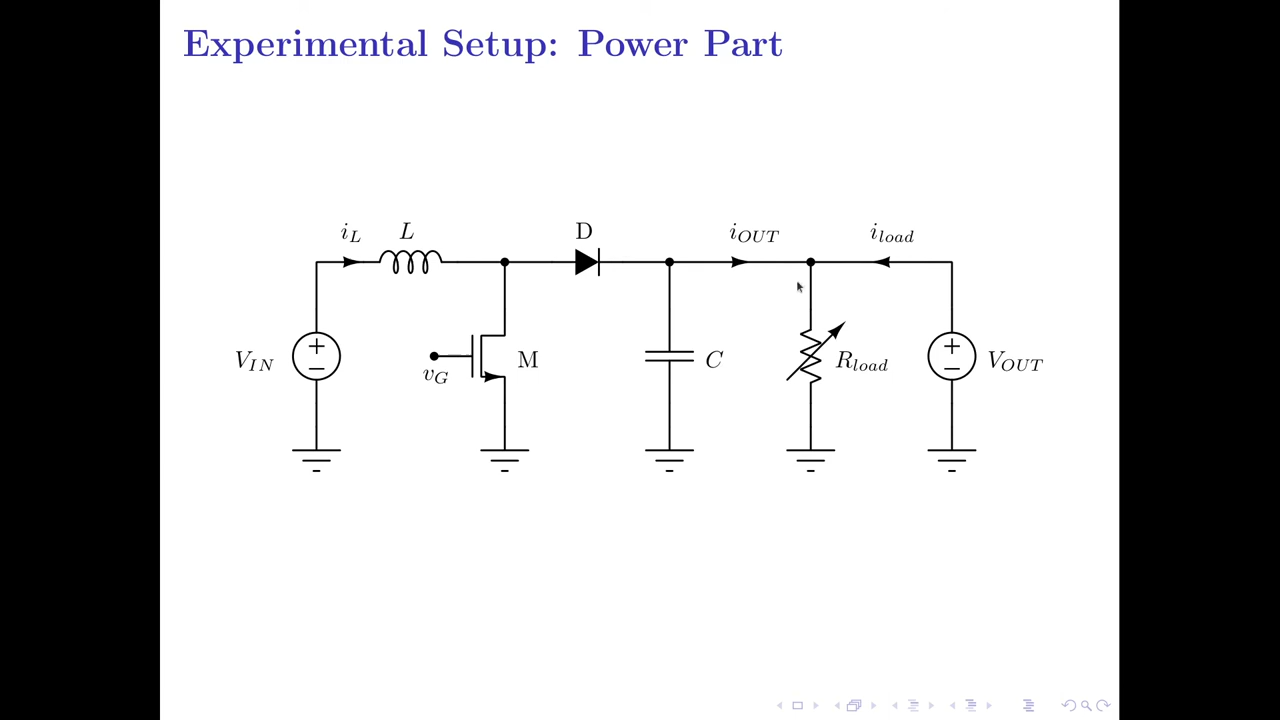 Experimental Setup: Power Part
i_L L D i_OUT i_load
V_IN v_G M C R_load V_OUT